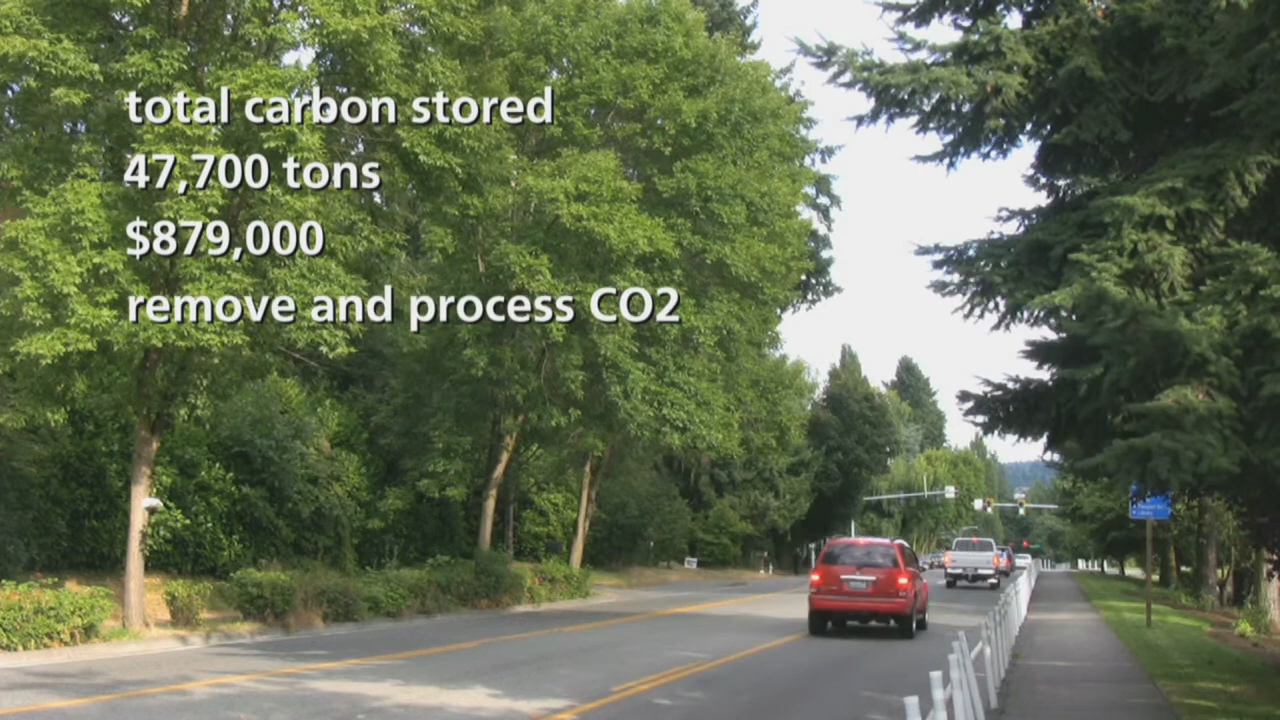 total carbon stored
47,700 tons
$879,000
remove and process CO2